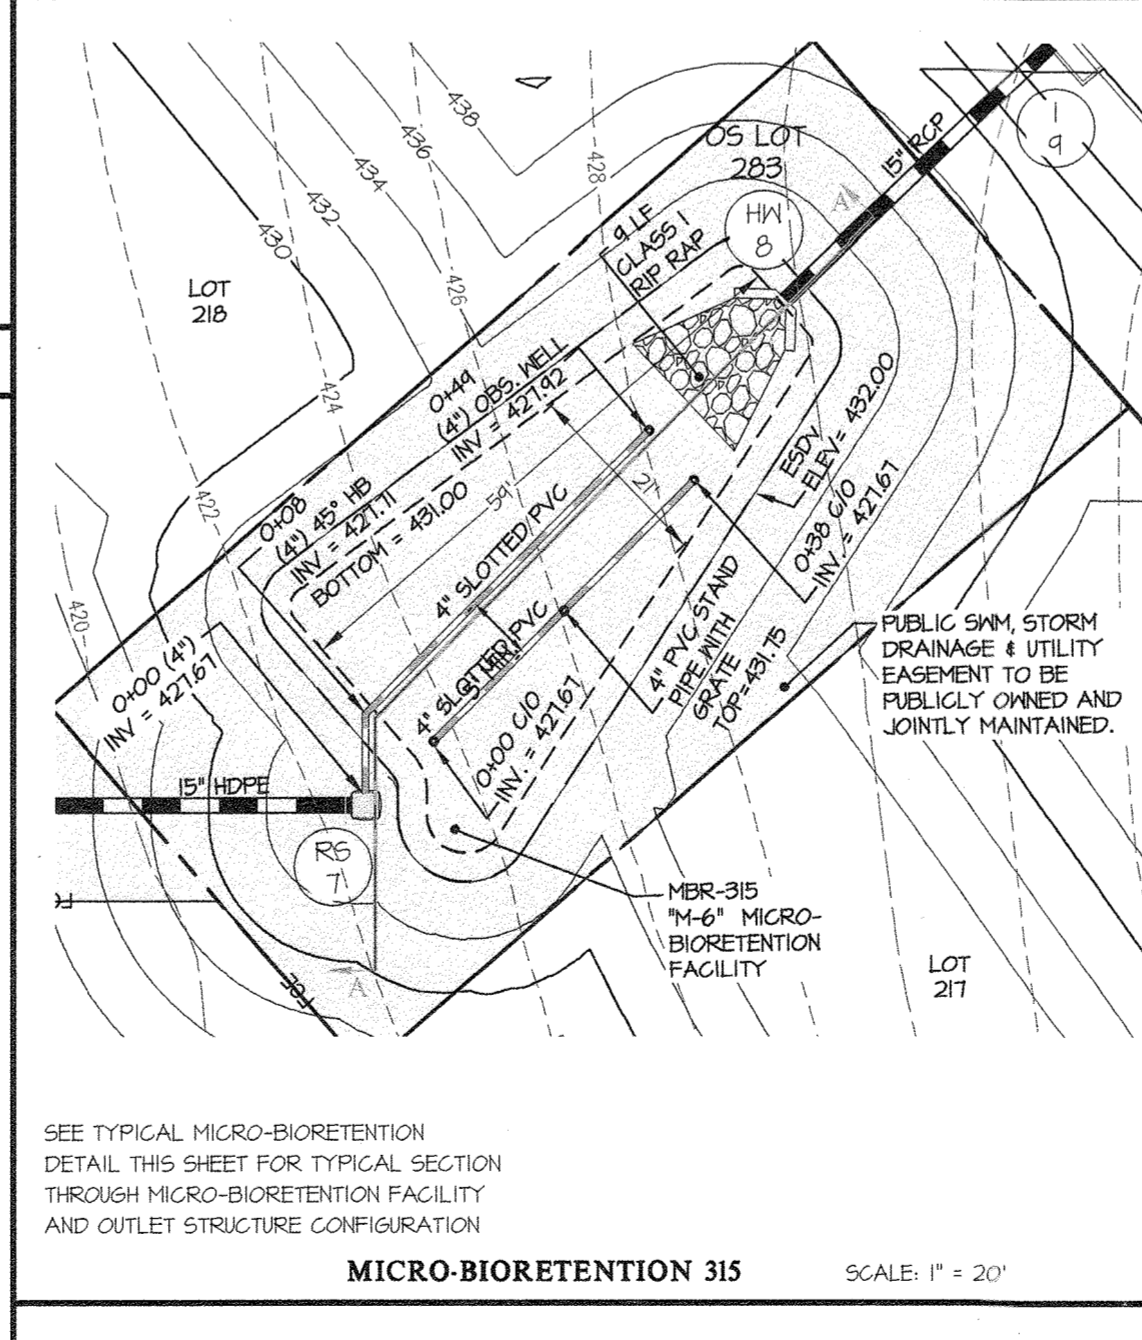 438
436
434
432
430
428
426
424
422
420
OS LOT
283
15" RCP
1
9
HW
8
A
9 LF
CLASS I
RIP RAP
LOT
218
0+49
(4") OBS. WELL
INV = 427.92
0+08
(4") 45° HB
INV = 427.71
BOTTOM = 431.00
59'
21'
4" SLOTTED PVC
4" SLOTTED PVC
ESDv
ELEV= 432.00
0+38 C/O
INV. = 427.67
0+00 (4")
INV = 427.67
0+00 C/O
INV. = 427.67
4" PVC STAND
PIPE WITH
GRATE
TOP=431.75
PUBLIC SWM, STORM
DRAINAGE & UTILITY
EASEMENT TO BE
PUBLICLY OWNED AND
JOINTLY MAINTAINED.
15" HDPE
RS
7
A
MBR-315
"M-6" MICRO-
BIORETENTION
FACILITY
LOT
217
SEE TYPICAL MICRO-BIORETENTION
DETAIL THIS SHEET FOR TYPICAL SECTION
THROUGH MICRO-BIORETENTION FACILITY
AND OUTLET STRUCTURE CONFIGURATION
MICRO-BIORETENTION 315
SCALE: 1" = 20'